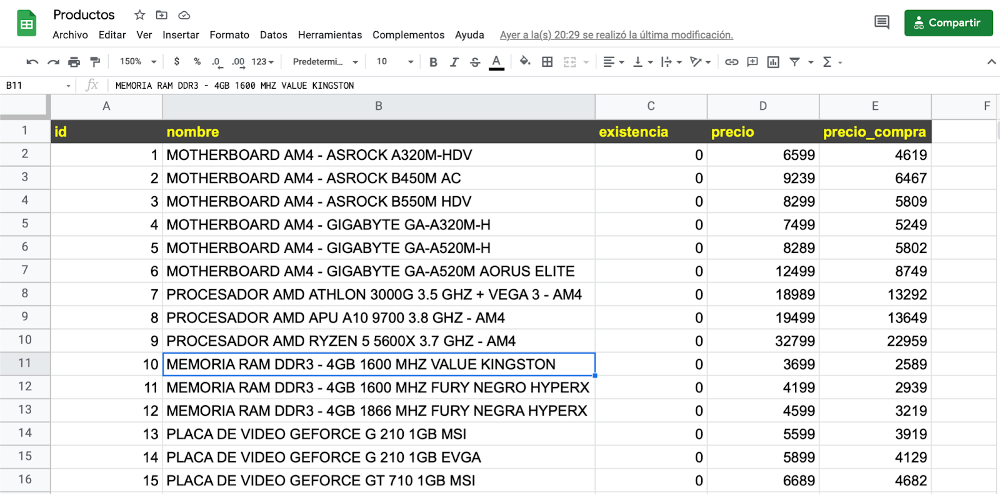 Productos
Archivo Editar Ver Insertar Formato Datos Herramientas Complementos Ayuda Ayer a la(s) 20:29 se realizó la última modificación.
Compartir
150% $ % .0 .00 123 Predetermi... 10 B I S A Σ
B11 fx MEMORIA RAM DDR3 - 4GB 1600 MHZ VALUE KINGSTON
A B C D E F
1 id nombre existencia precio precio_compra
2 1 MOTHERBOARD AM4 - ASROCK A320M-HDV 0 6599 4619
3 2 MOTHERBOARD AM4 - ASROCK B450M AC 0 9239 6467
4 3 MOTHERBOARD AM4 - ASROCK B550M HDV 0 8299 5809
5 4 MOTHERBOARD AM4 - GIGABYTE GA-A320M-H 0 7499 5249
6 5 MOTHERBOARD AM4 - GIGABYTE GA-A520M-H 0 8289 5802
7 6 MOTHERBOARD AM4 - GIGABYTE GA-A520M AORUS ELITE 0 12499 8749
8 7 PROCESADOR AMD ATHLON 3000G 3.5 GHZ + VEGA 3 - AM4 0 18989 13292
9 8 PROCESADOR AMD APU A10 9700 3.8 GHZ - AM4 0 19499 13649
10 9 PROCESADOR AMD RYZEN 5 5600X 3.7 GHZ - AM4 0 32799 22959
11 10 MEMORIA RAM DDR3 - 4GB 1600 MHZ VALUE KINGSTON 0 3699 2589
12 11 MEMORIA RAM DDR3 - 4GB 1600 MHZ FURY NEGRO HYPERX 0 4199 2939
13 12 MEMORIA RAM DDR3 - 4GB 1866 MHZ FURY NEGRA HYPERX 0 4599 3219
14 13 PLACA DE VIDEO GEFORCE G 210 1GB MSI 0 5599 3919
15 14 PLACA DE VIDEO GEFORCE G 210 1GB EVGA 0 5899 4129
16 15 PLACA DE VIDEO GEFORCE GT 710 1GB MSI 0 6689 4682